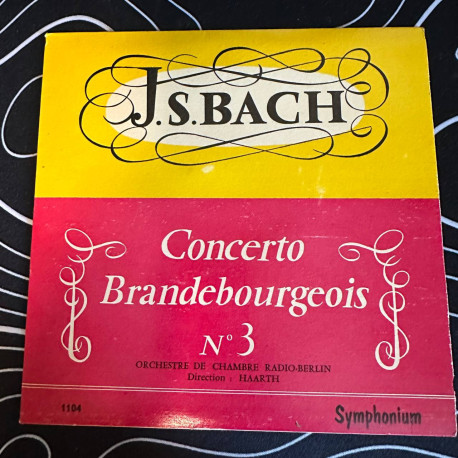 J.S.BACH
Concerto
Brandebourgeois
N° 3
ORCHESTRE DE CHAMBRE RADIO-BERLIN
Direction : HAARTH
1104
Symphonium